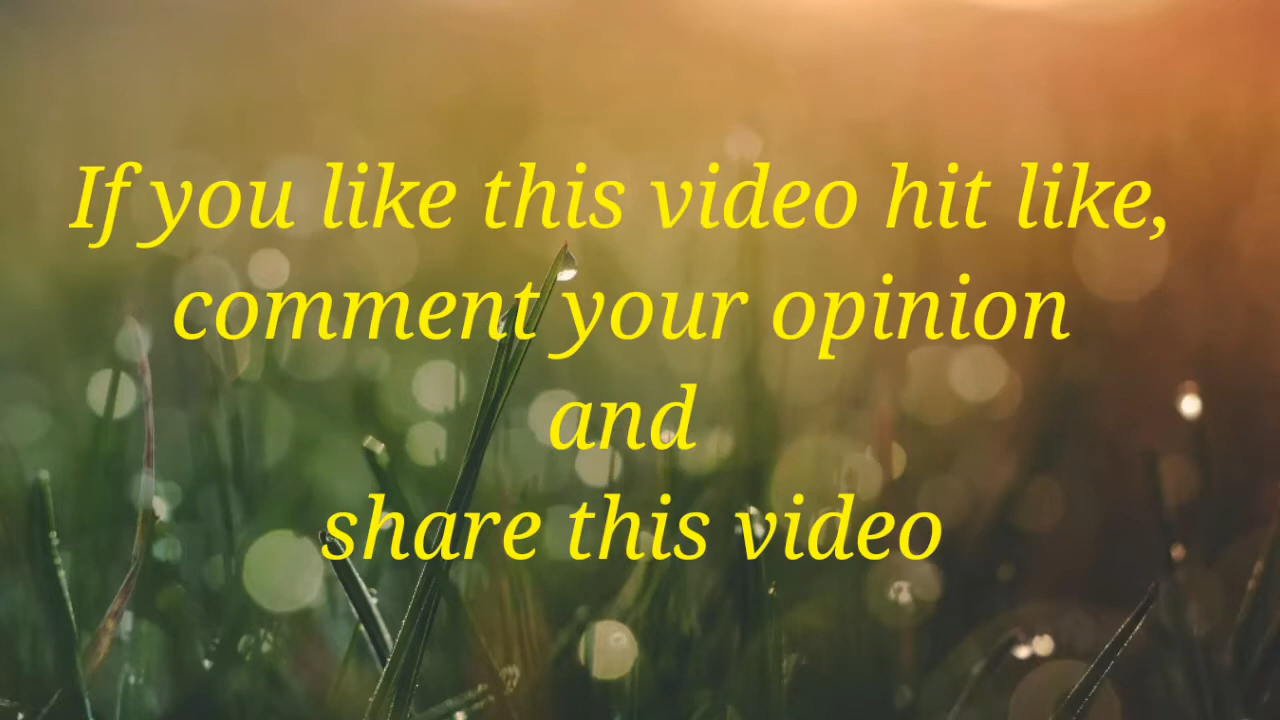 If you like this video hit like,
comment your opinion
and
share this video